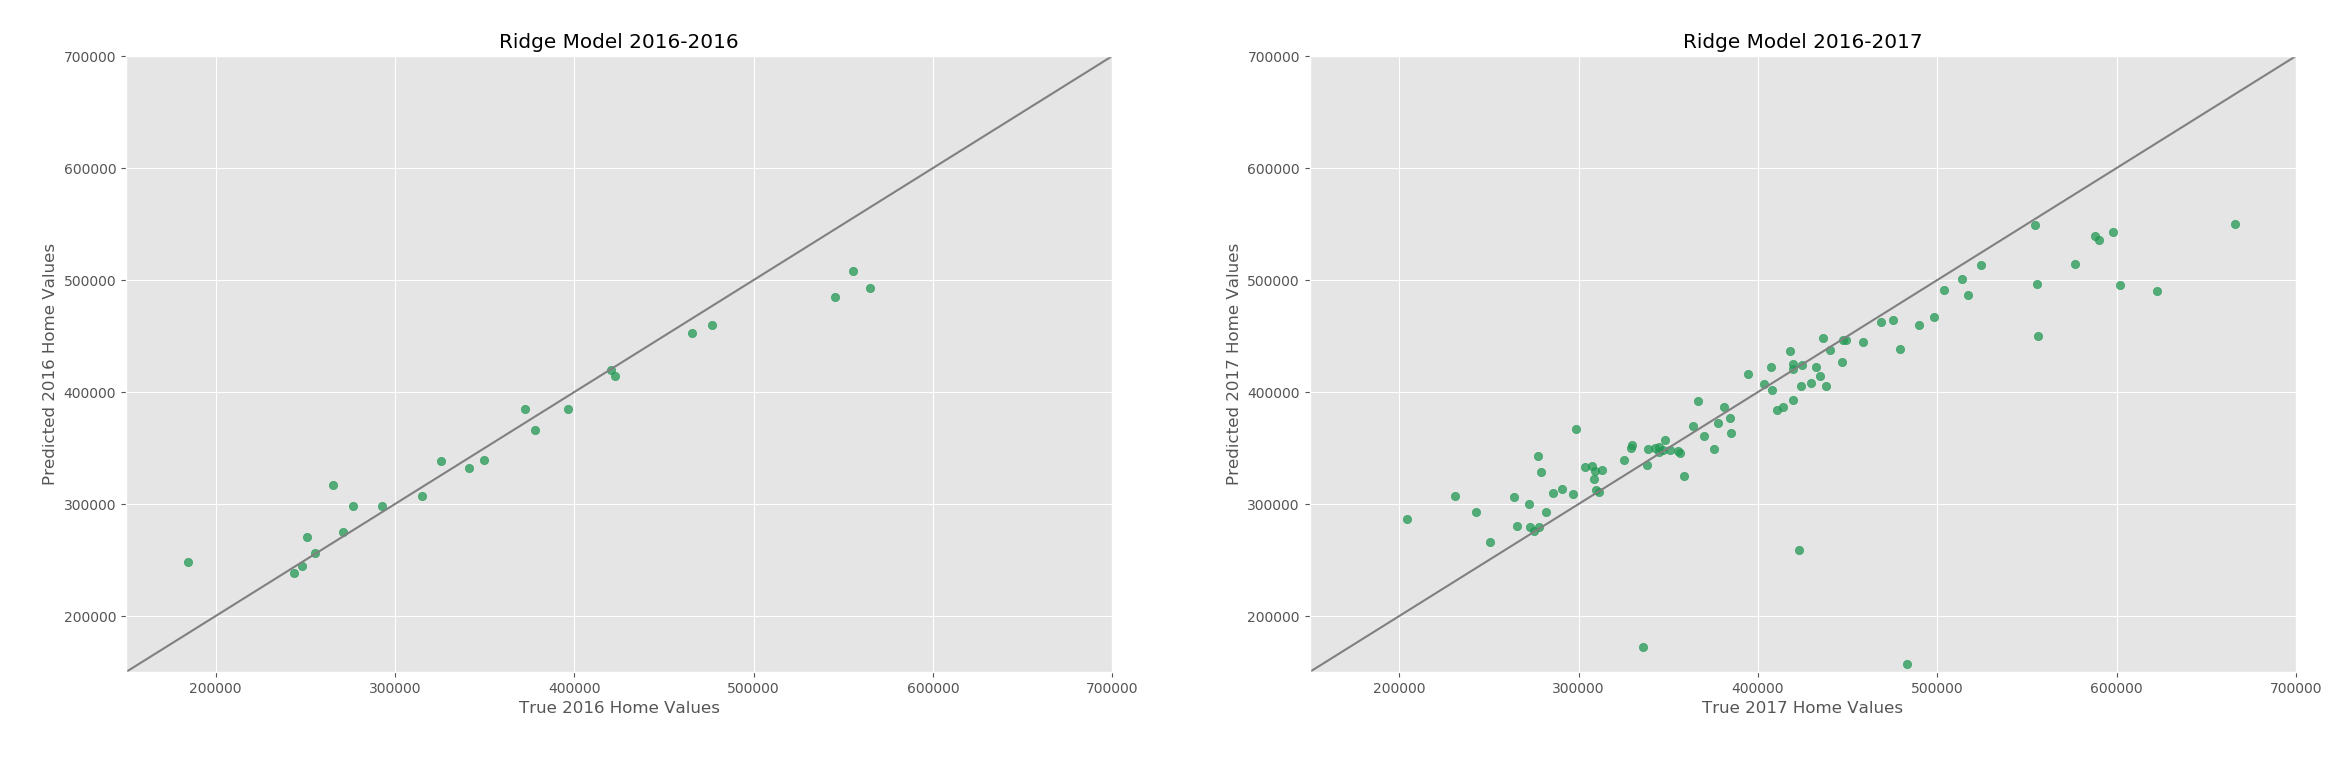 Ridge Model 2016-2016
700000
600000
500000
400000
300000
200000
Predicted 2016 Home Values
200000 300000 400000 500000 600000 700000
True 2016 Home Values
Ridge Model 2016-2017
700000
600000
500000
400000
300000
200000
Predicted 2017 Home Values
200000 300000 400000 500000 600000 700000
True 2017 Home Values